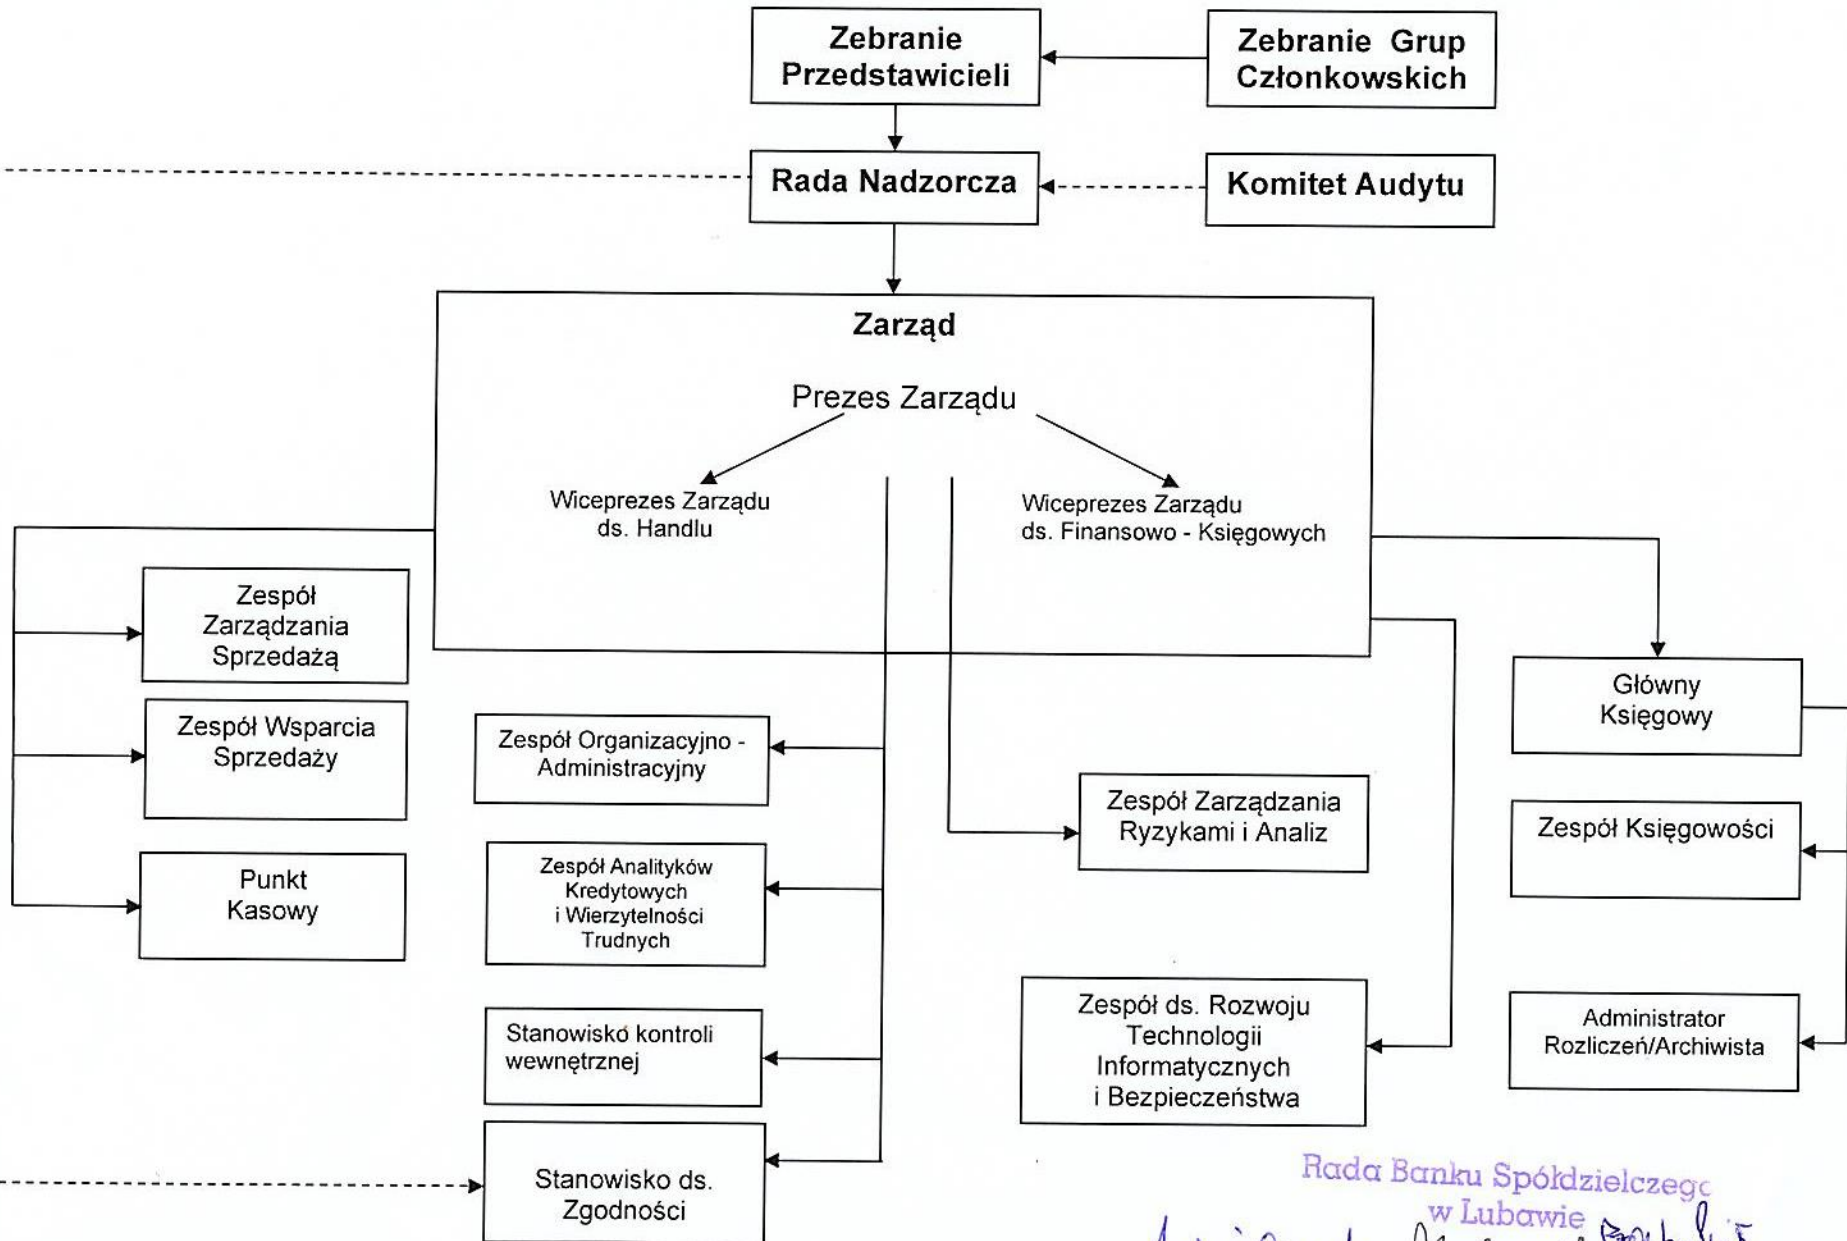 Zebranie
Przedstawicieli
Zebranie Grup
Członkowskich
Rada Nadzorcza
Komitet Audytu
Zarząd
Prezes Zarządu
Wiceprezes Zarządu
ds. Handlu
Wiceprezes Zarządu
ds. Finansowo - Księgowych
Zespół
Zarządzania
Sprzedażą
Zespół Wsparcia
Sprzedaży
Punkt
Kasowy
Zespół Organizacyjno -
Administracyjny
Zespół Analityków
Kredytowych
i Wierzytelności
Trudnych
Stanowisko kontroli
wewnętrznej
Stanowisko ds.
Zgodności
Zespół Zarządzania
Ryzykami i Analiz
Zespół ds. Rozwoju
Technologii
Informatycznych
i Bezpieczeństwa
Główny
Księgowy
Zespół Księgowości
Administrator
Rozliczeń/Archiwista
Rada Banku Spółdzielczego
w Lubawie